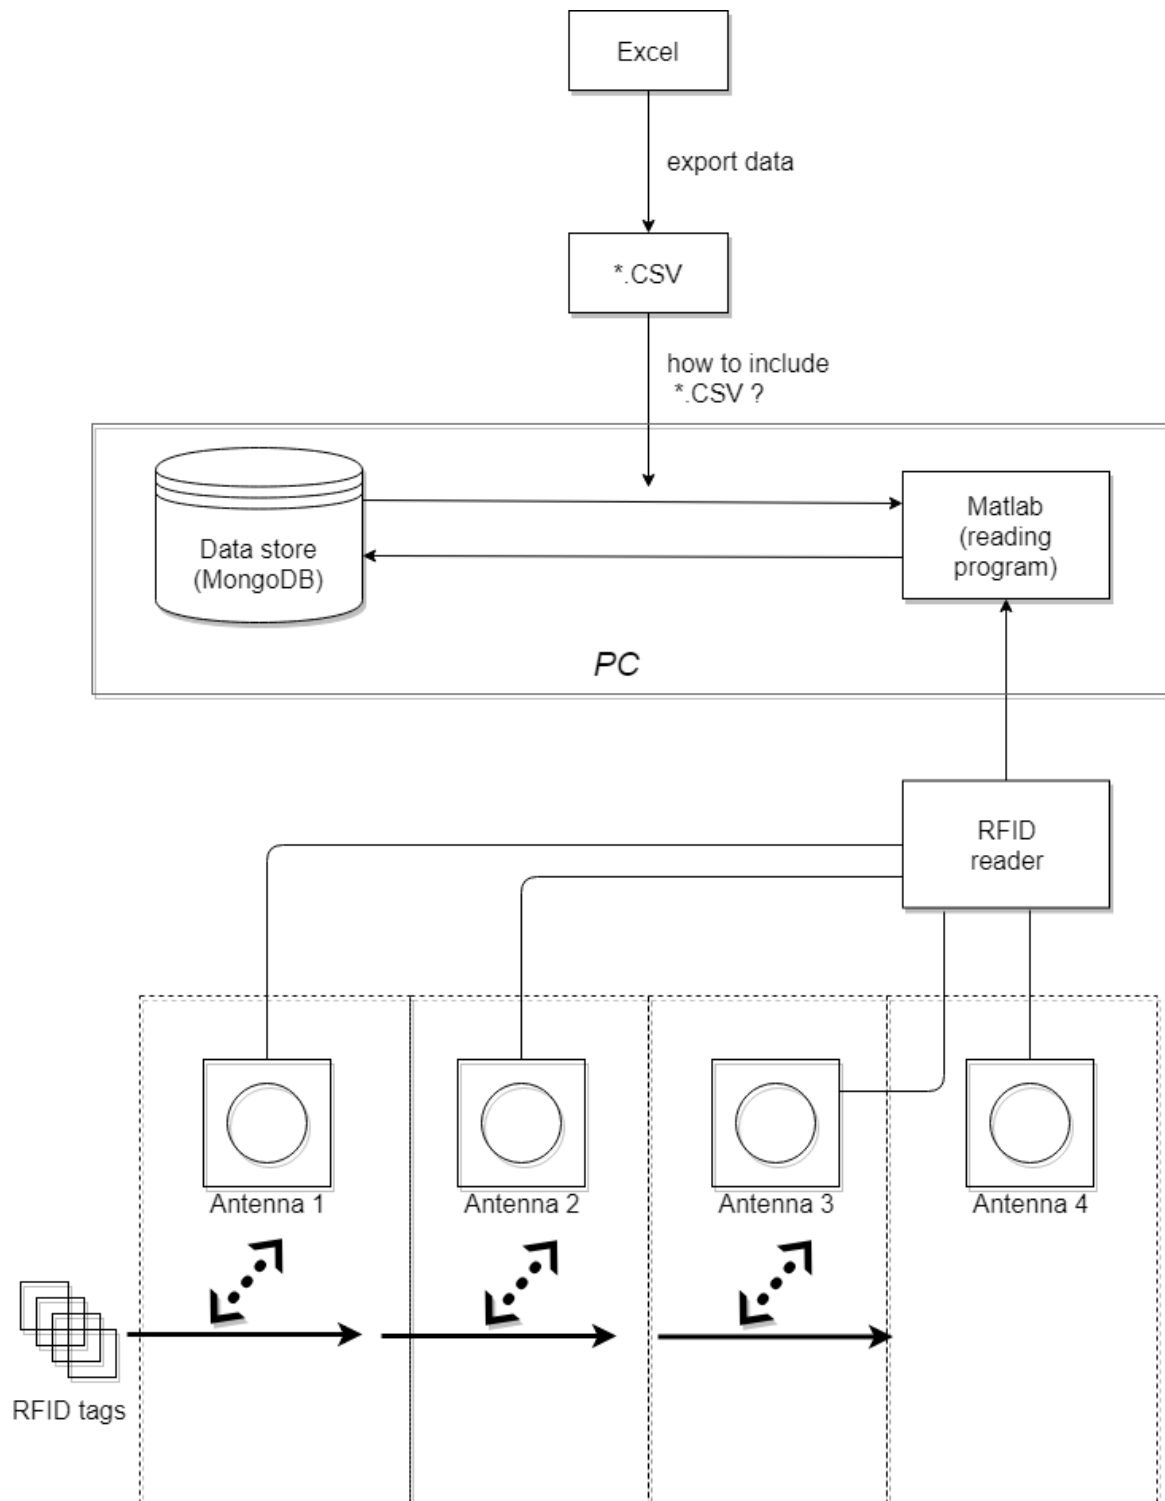 Excel
export data
*.CSV
how to include
*.CSV ?
Data store
(MongoDB)
Matlab
(reading
program)
PC
RFID
reader
Antenna 1
Antenna 2
Antenna 3
Antenna 4
RFID tags